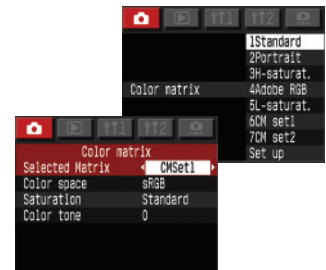 1Standard
2Portrait
3H-saturat.
Color matrix 4Adobe RGB
5L-saturat.
6CM set1
7CM set2
Set up
Color matrix
Selected Matrix CMSet1
Color space sRGB
Saturation Standard
Color tone 0